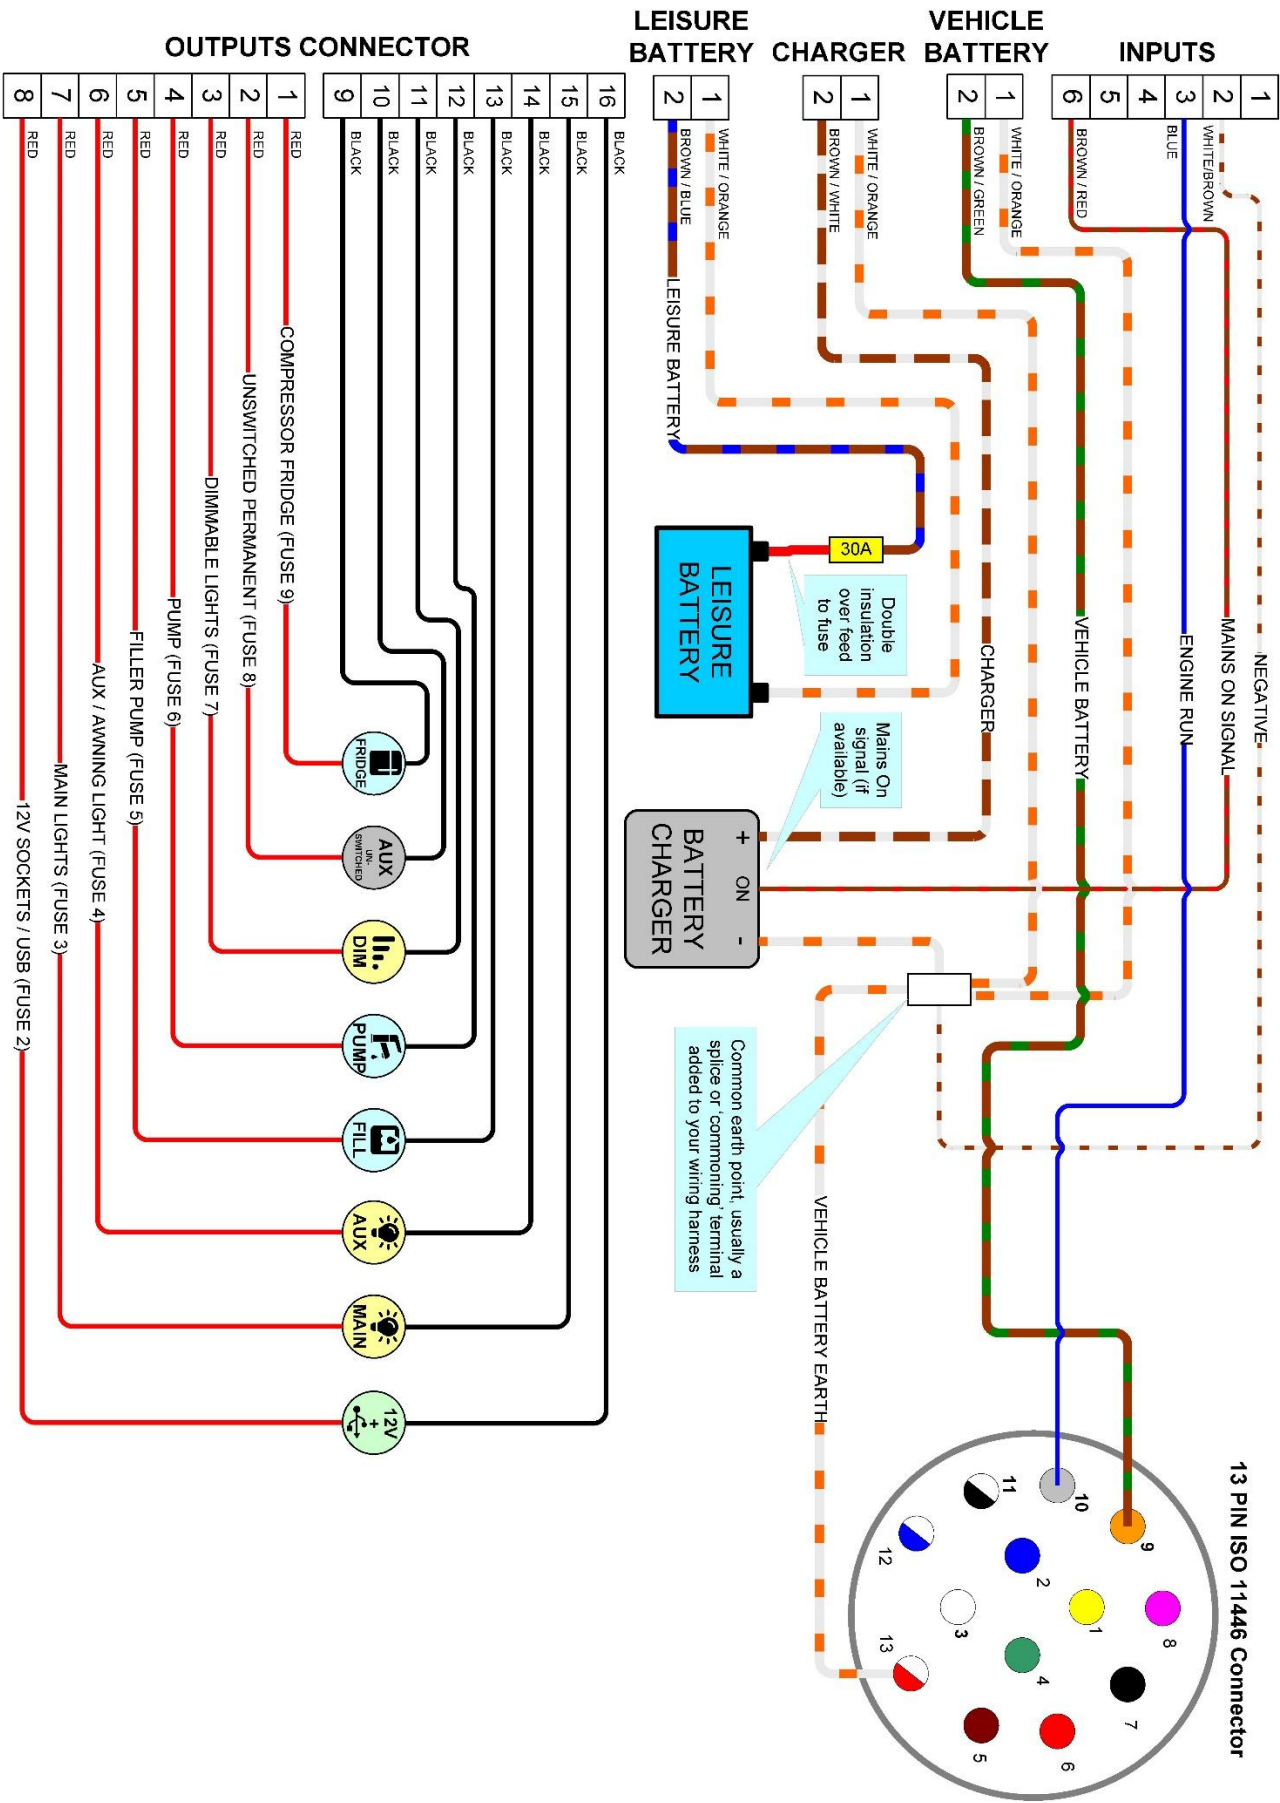 OUTPUTS CONNECTOR
LEISURE
BATTERY
CHARGER
VEHICLE
BATTERY
INPUTS
8 7 6 5 4 3 2 1
9 10 11 12 13 14 15 16
2 1
2 1
2 1
6 5 4 3 2 1
RED
RED
RED
RED
RED
RED
RED
RED
BLACK
BLACK
BLACK
BLACK
BLACK
BLACK
BLACK
BLACK
BROWN / BLUE
WHITE / ORANGE
BROWN / WHITE
WHITE / ORANGE
BROWN / GREEN
WHITE / ORANGE
BROWN / RED
BLUE
WHITE/BROWN
COMPRESSOR FRIDGE (FUSE 9)
UNSWITCHED PERMANENT (FUSE 8)
DIMMABLE LIGHTS (FUSE 7)
PUMP (FUSE 6)
FILLER PUMP (FUSE 5)
AUX / AWNING LIGHT (FUSE 4)
MAIN LIGHTS (FUSE 3)
12V SOCKETS / USB (FUSE 2)
LEISURE BATTERY
CHARGER
VEHICLE BATTERY
ENGINE RUN
MAINS ON SIGNAL
NEGATIVE
30A
Double
insulation
over feed
to fuse
LEISURE
BATTERY
Mains On
signal (if
available)
+ ON -
BATTERY
CHARGER
Common earth point, usually a
splice or 'commoning' terminal
added to your wiring harness
VEHICLE BATTERY EARTH
FRIDGE
AUX
UN-
SWITCHED
DIM
PUMP
FILL
AUX
MAIN
12V
+
13 PIN ISO 11446 Connector
11
10
9
12
2
8
3
1
13
4
7
5
6